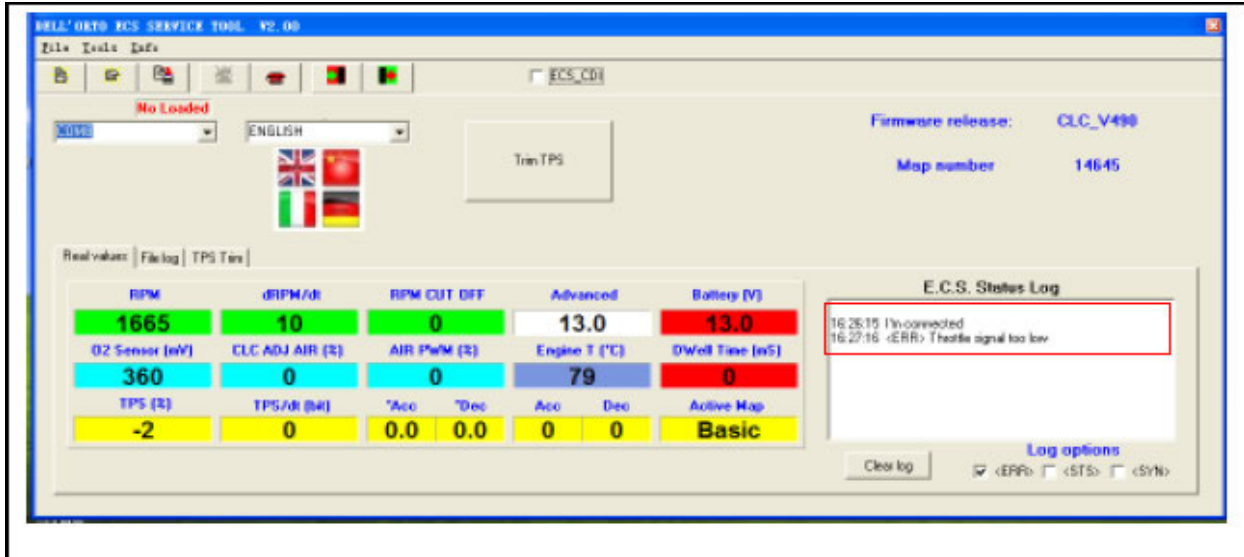 DELL'ORTO ECS SERVICE TOOL V2.00
File Tools Info
ECS_CDI
No Loaded
ENGLISH
Trim TPS
Firmware release: CLC_V490
Map number 14645
Real values File log TPS Trim
RPM dRPM/dt RPM CUT OFF Advanced Battery (V)
1665 10 0 13.0 13.0
O2 Sensor (mV) CLC ADJ AIR (%) AIR PWM (%) Engine T (°C) DWell Time (mS)
360 0 0 79 0
TPS (%) TPS/dt (bit) °Acc °Dec Acc Dec Active Map
-2 0 0.0 0.0 0 0 Basic
E.C.S. Status Log
16:26:15 I'm connected
16:27:16 <ERR> Throttle signal too low
Log options
Clear log <ERR> <STS> <SYN>